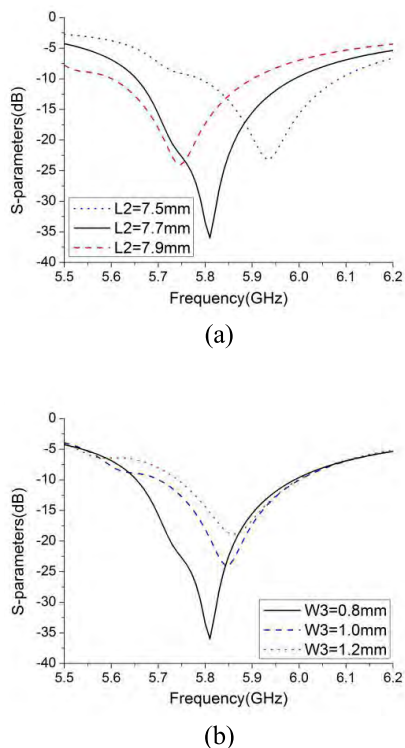 0
-5
-10
-15
-20
-25
-30
-35
-40
S-parameters(dB)
L2=7.5mm
L2=7.7mm
L2=7.9mm
5.5 5.6 5.7 5.8 5.9 6.0 6.1 6.2
Frequency(GHz)
(a)
0
-5
-10
-15
-20
-25
-30
-35
-40
S-parameters(dB)
W3=0.8mm
W3=1.0mm
W3=1.2mm
5.5 5.6 5.7 5.8 5.9 6.0 6.1 6.2
Frequency(GHz)
(b)